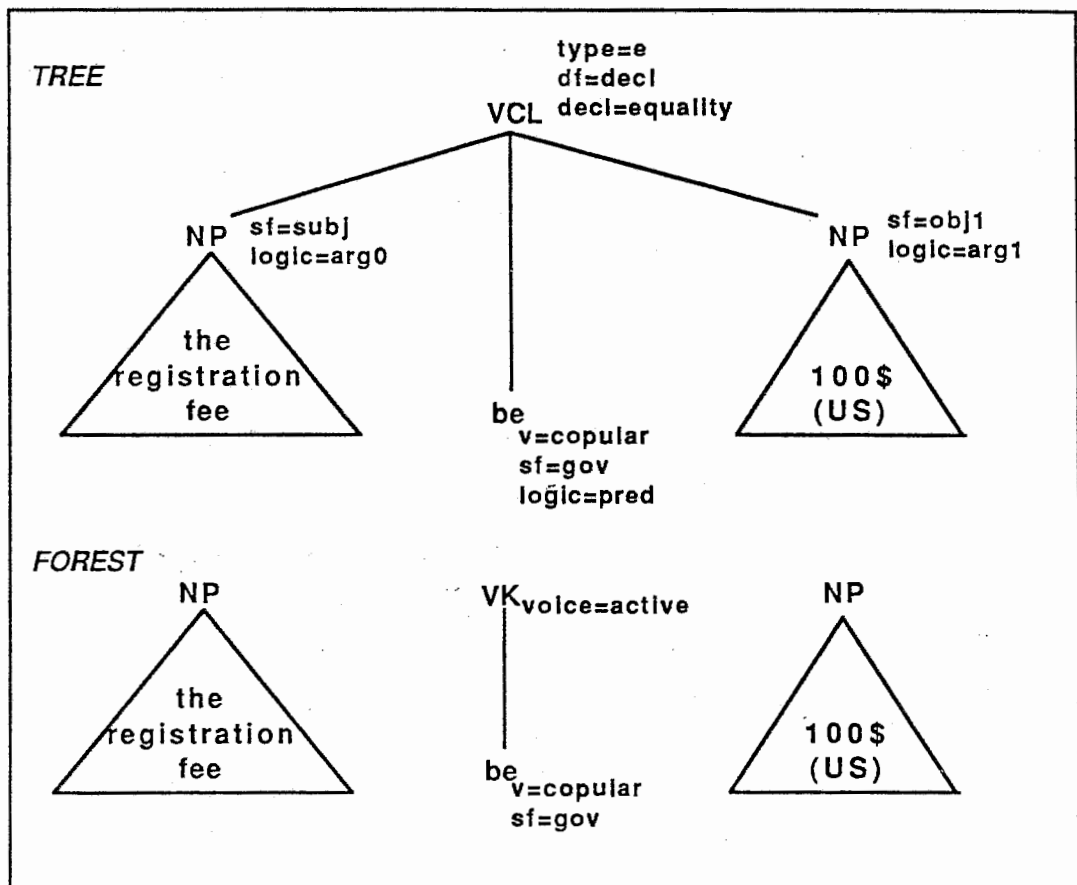 TREE
type=e
df=decl
VCL decl=equality
NP sf=subj
logic=arg0
NP sf=obj1
logic=arg1
the
registration
fee
100$
(US)
be
v=copular
sf=gov
logic=pred
FOREST
NP
VK voice=active
NP
the
registration
fee
100$
(US)
be
v=copular
sf=gov